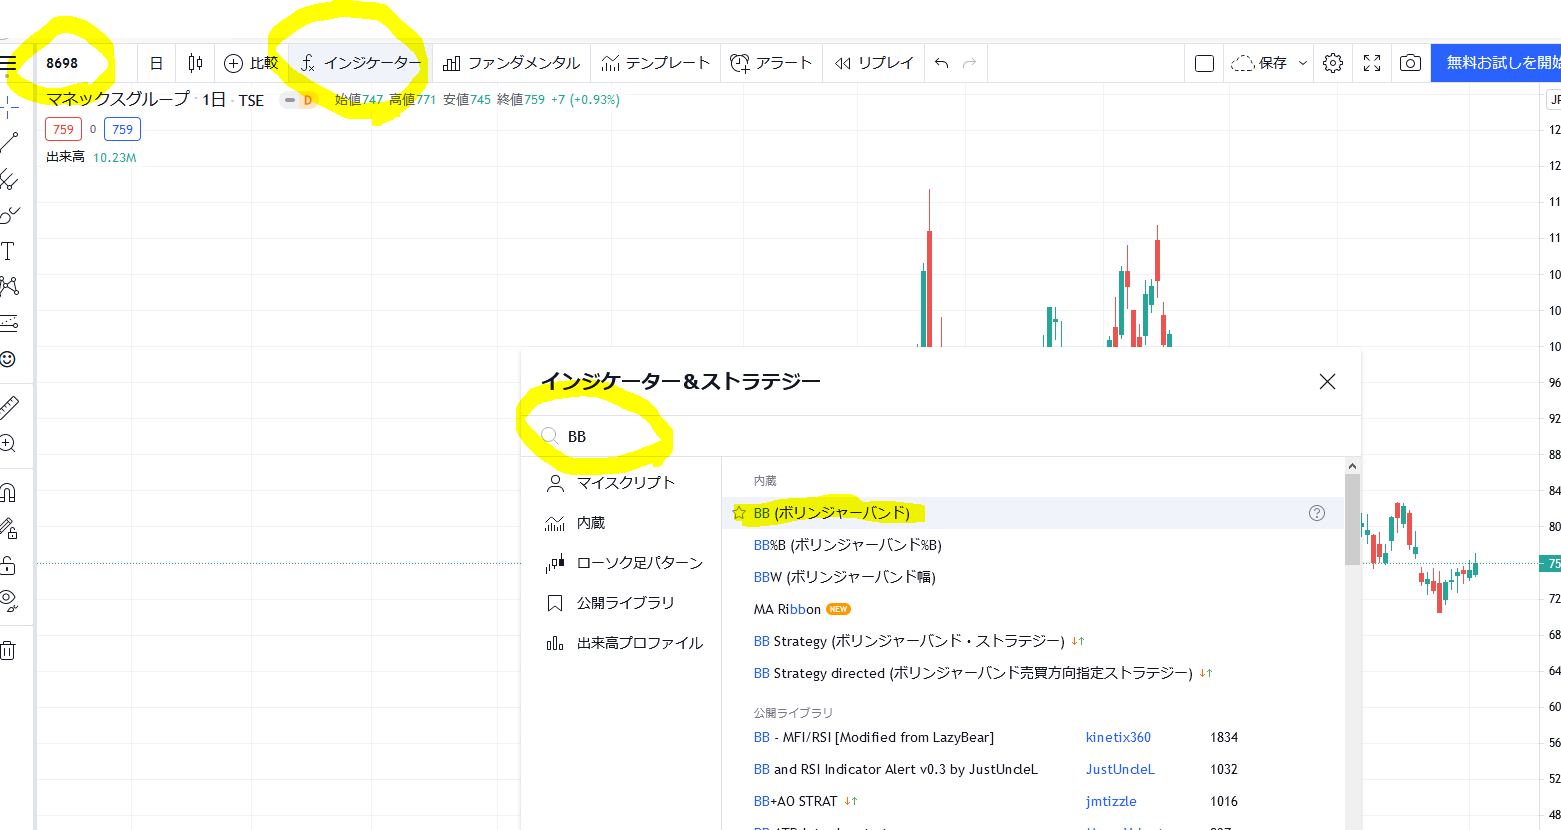 8698 日 比較 インジケーター ファンダメンタル テンプレート アラート リプレイ 保存 無料お試しを開始
マネックスグループ · 1日 · TSE D 始値747 高値771 安値745 終値759 +7 (+0.93%)
759 0 759
出来高 10.23M
JP
12
12
11
11
10
10
10
96
92
88
84
80
75
72
68
64
60
56
52
48
T
インジケーター＆ストラテジー
BB
マイスクリプト
内蔵
ローソク足パターン
公開ライブラリ
出来高プロファイル
内蔵
BB (ボリンジャーバンド)
BB%B (ボリンジャーバンド%B)
BBW (ボリンジャーバンド幅)
MA Ribbon NEW
BB Strategy (ボリンジャーバンド・ストラテジー) ↓↑
BB Strategy directed (ボリンジャーバンド売買方向指定ストラテジー) ↓↑
公開ライブラリ
BB - MFI/RSI [Modified from LazyBear] kinetix360 1834
BB and RSI Indicator Alert v0.3 by JustUncleL JustUncleL 1032
BB+AO STRAT ↓↑ jmtizzle 1016